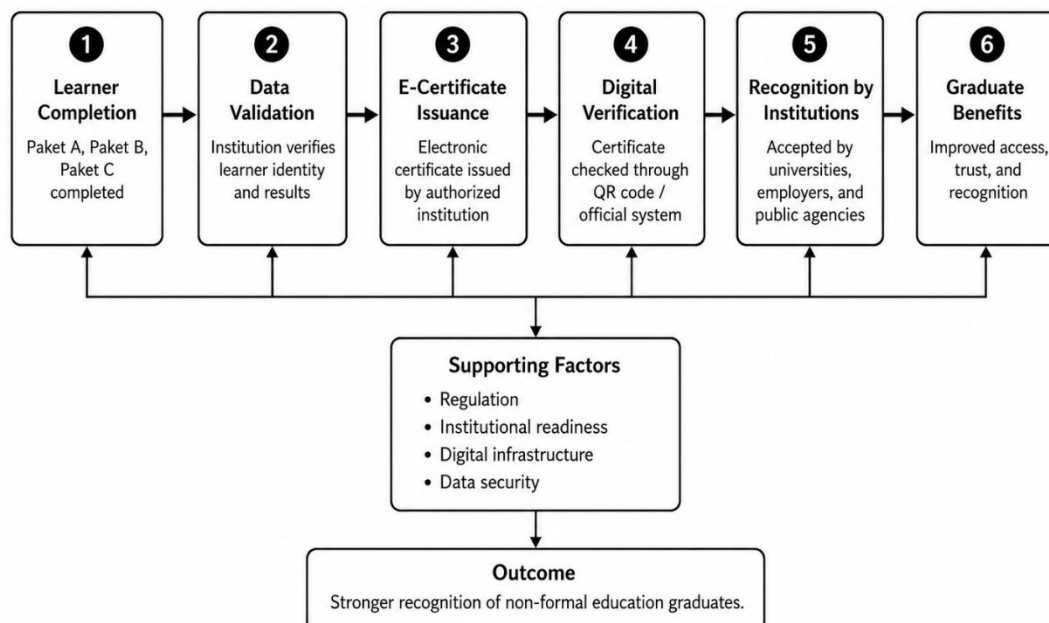 1
Learner
Completion
Paket A, Paket B,
Paket C
completed
2
Data
Validation
Institution verifies
learner identity
and results
3
E-Certificate
Issuance
Electronic
certificate issued
by authorized
institution
4
Digital
Verification
Certificate
checked through
QR code /
official system
5
Recognition by
Institutions
Accepted by
universities,
employers, and
public agencies
6
Graduate
Benefits
Improved access,
trust, and
recognition
Supporting Factors
• Regulation
• Institutional readiness
• Digital infrastructure
• Data security
Outcome
Stronger recognition of non-formal education graduates.